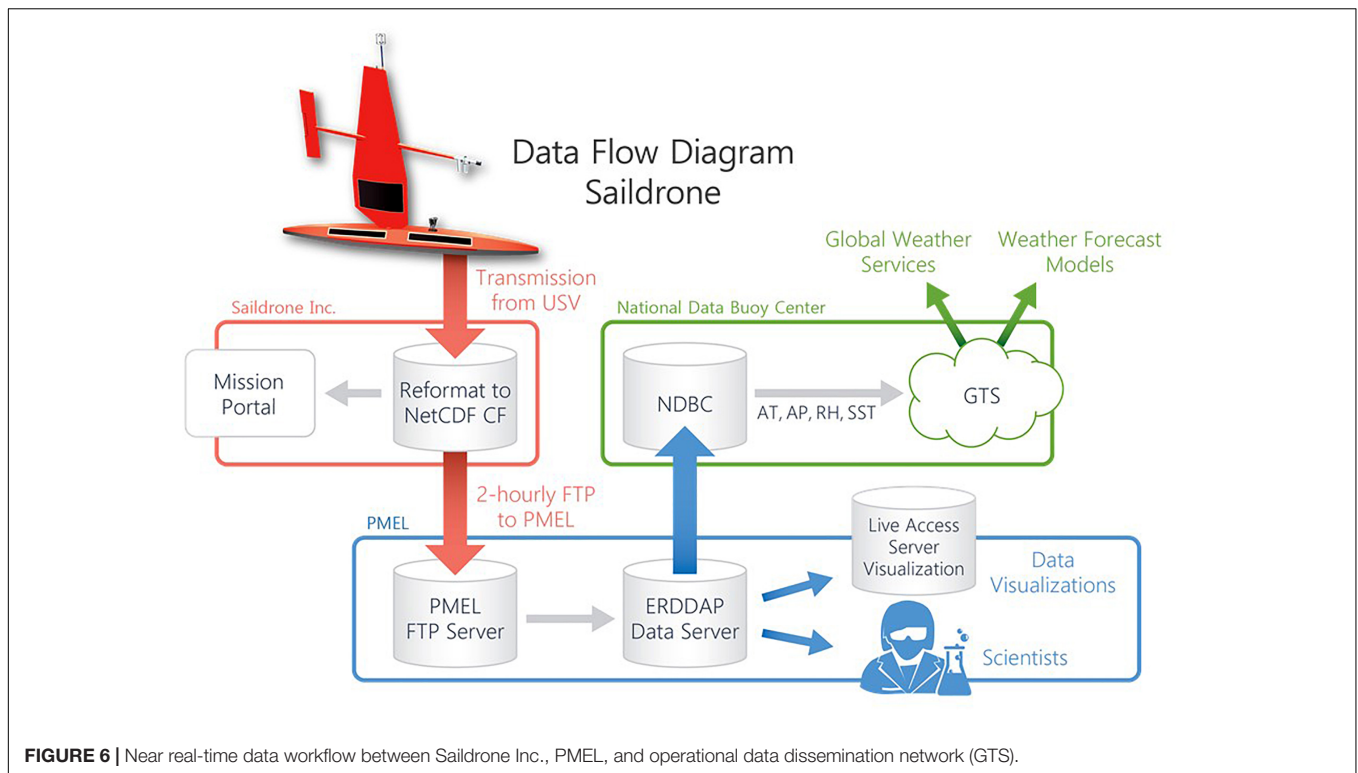 Data Flow Diagram
Saildrone
Transmission
from USV
Saildrone Inc.
Mission
Portal
Reformat to
NetCDF CF
2-hourly FTP
to PMEL
National Data Buoy Center
Global Weather
Services
Weather Forecast
Models
NDBC
AT, AP, RH, SST
GTS
PMEL
PMEL
FTP Server
ERDDAP
Data Server
Live Access
Server
Visualization
Data
Visualizations
Scientists
FIGURE 6 | Near real-time data workflow between Saildrone Inc., PMEL, and operational data dissemination network (GTS).